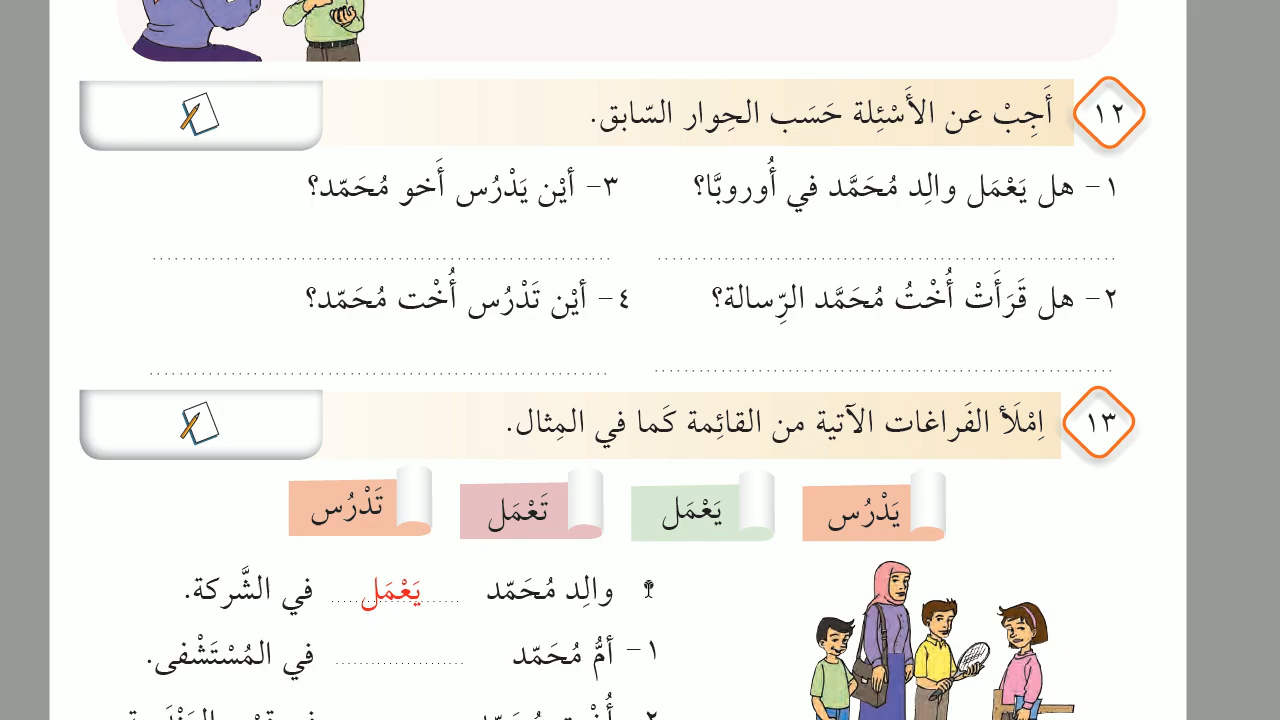 ١٢ أَجِبْ عن الأَسْئِلة حَسَب الحِوار السّابق.
١- هل يَعْمَل والِد مُحَمَّد في أُوروبَّا؟
٣- أيْن يَدْرُس أَخو مُحَمّد؟
٢- هل قَرَأَتْ أُخْتُ مُحَمَّد الرِّسالة؟
٤- أيْن تَدْرُس أُخْت مُحَمّد؟
١٣ اِمْلَأ الفَراغات الآتية من القائِمة كَما في المِثال.
يَدْرُس يَعْمَل تَعْمَل تَدْرُس
والِد مُحَمّد يَعْمَل في الشَّركة.
١- أمُّ مُحَمّد في المُسْتَشْفى.